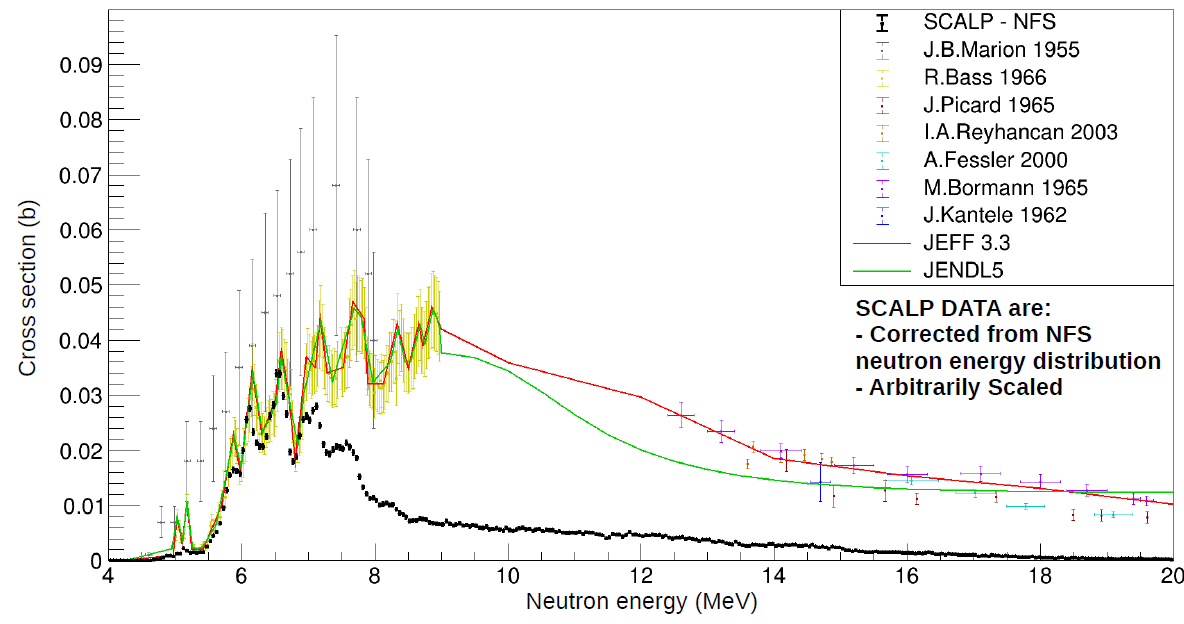 SCALP - NFS
J.B.Marion 1955
R.Bass 1966
J.Picard 1965
I.A.Reyhancan 2003
A.Fessler 2000
M.Bormann 1965
J.Kantele 1962
JEFF 3.3
JENDL5
SCALP DATA are:
- Corrected from NFS
neutron energy distribution
- Arbitrarily Scaled
Cross section (b)
0.09
0.08
0.07
0.06
0.05
0.04
0.03
0.02
0.01
0
4 6 8 10 12 14 16 18 20
Neutron energy (MeV)